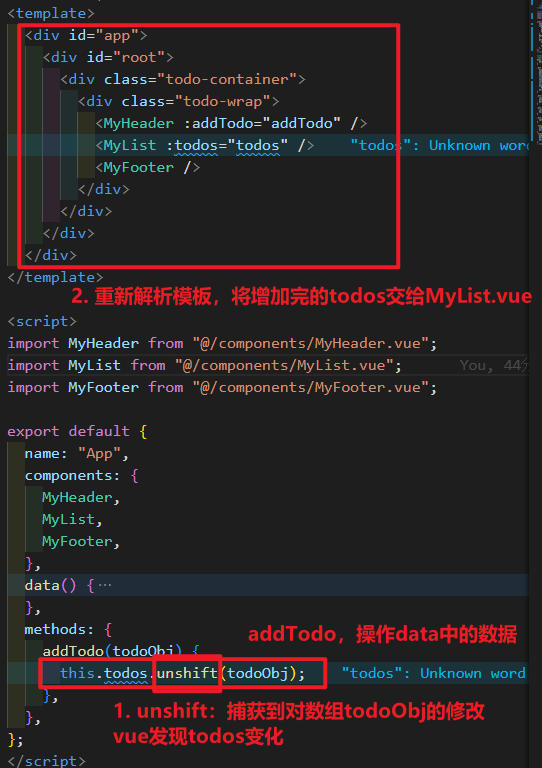 <template>
<div id="app">
<div id="root">
<div class="todo-container">
<div class="todo-wrap">
<MyHeader :addTodo="addTodo" />
<MyList :todos="todos" /> "todos": Unknown word
<MyFooter />
</div>
</div>
</div>
</div>
</template>
2. 重新解析模板，将增加完的todos交给MyList.vue
<script>
import MyHeader from "@/components/MyHeader.vue";
import MyList from "@/components/MyList.vue"; You, 44
import MyFooter from "@/components/MyFooter.vue";
export default {
name: "App",
components: {
MyHeader,
MyList,
MyFooter,
},
data() {…
},
methods: {
addTodo，操作data中的数据
addTodo(todoObj) {
this.todos.unshift(todoObj); "todos": Unknown word
},
1. unshift：捕获到对数组todoObj的修改
},
vue发现todos变化
};
</script>